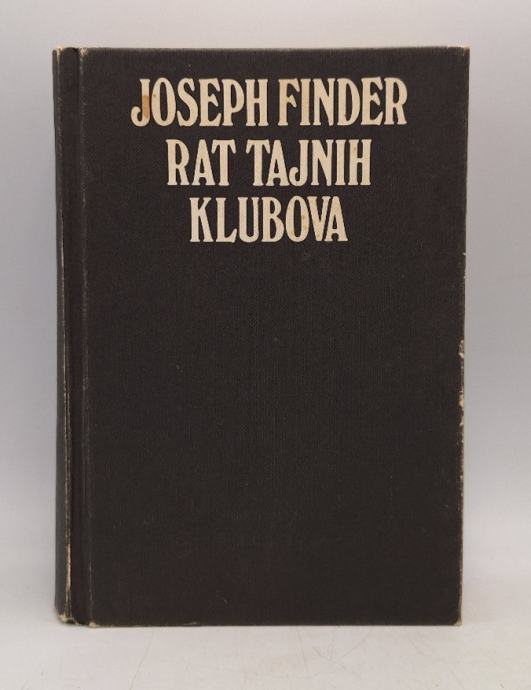 JOSEPH FINDER
RAT TAJNIH
KLUBOVA